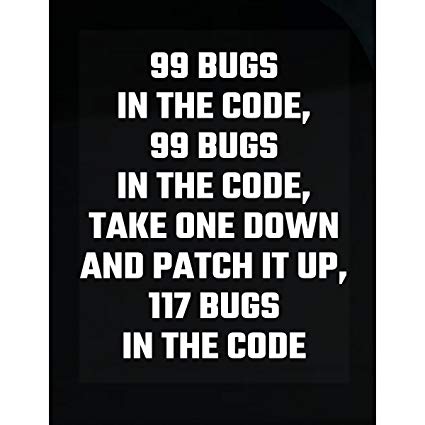 99 BUGS
IN THE CODE,
99 BUGS
IN THE CODE,
TAKE ONE DOWN
AND PATCH IT UP,
117 BUGS
IN THE CODE